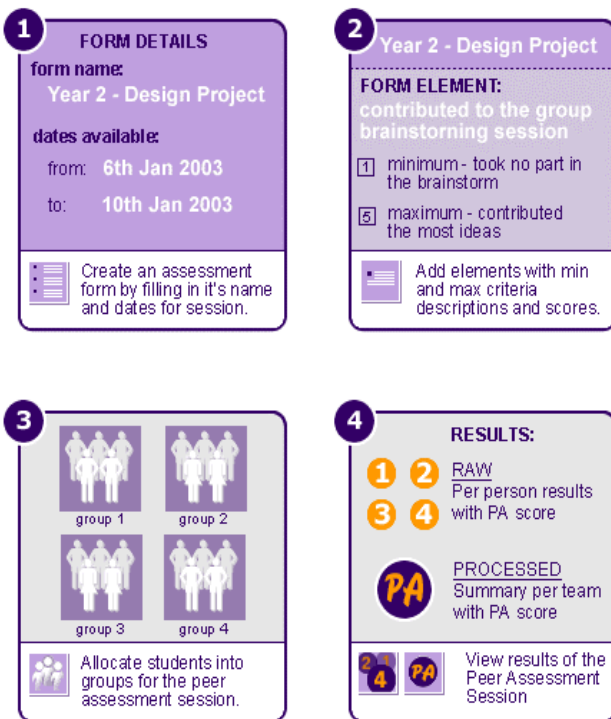 1
FORM DETAILS
form name:
Year 2 - Design Project
dates available:
from: 6th Jan 2003
to: 10th Jan 2003
Create an assessment
form by filling in it's name
and dates for session.
2
Year 2 - Design Project
FORM ELEMENT:
contributed to the group
brainstorning session
1 minimum - took no part in
the brainstorm
5 maximum - contributed
the most ideas
Add elements with min
and max criteria
descriptions and scores.
3
group 1 group 2
group 3 group 4
Allocate students into
groups for the peer
assessment session.
4
RESULTS:
1 2 RAW
Per person results
3 4 with PA score
PROCESSED
PA Summary per team
with PA score
2 1
4 PA
View results of the
Peer Assessment
Session